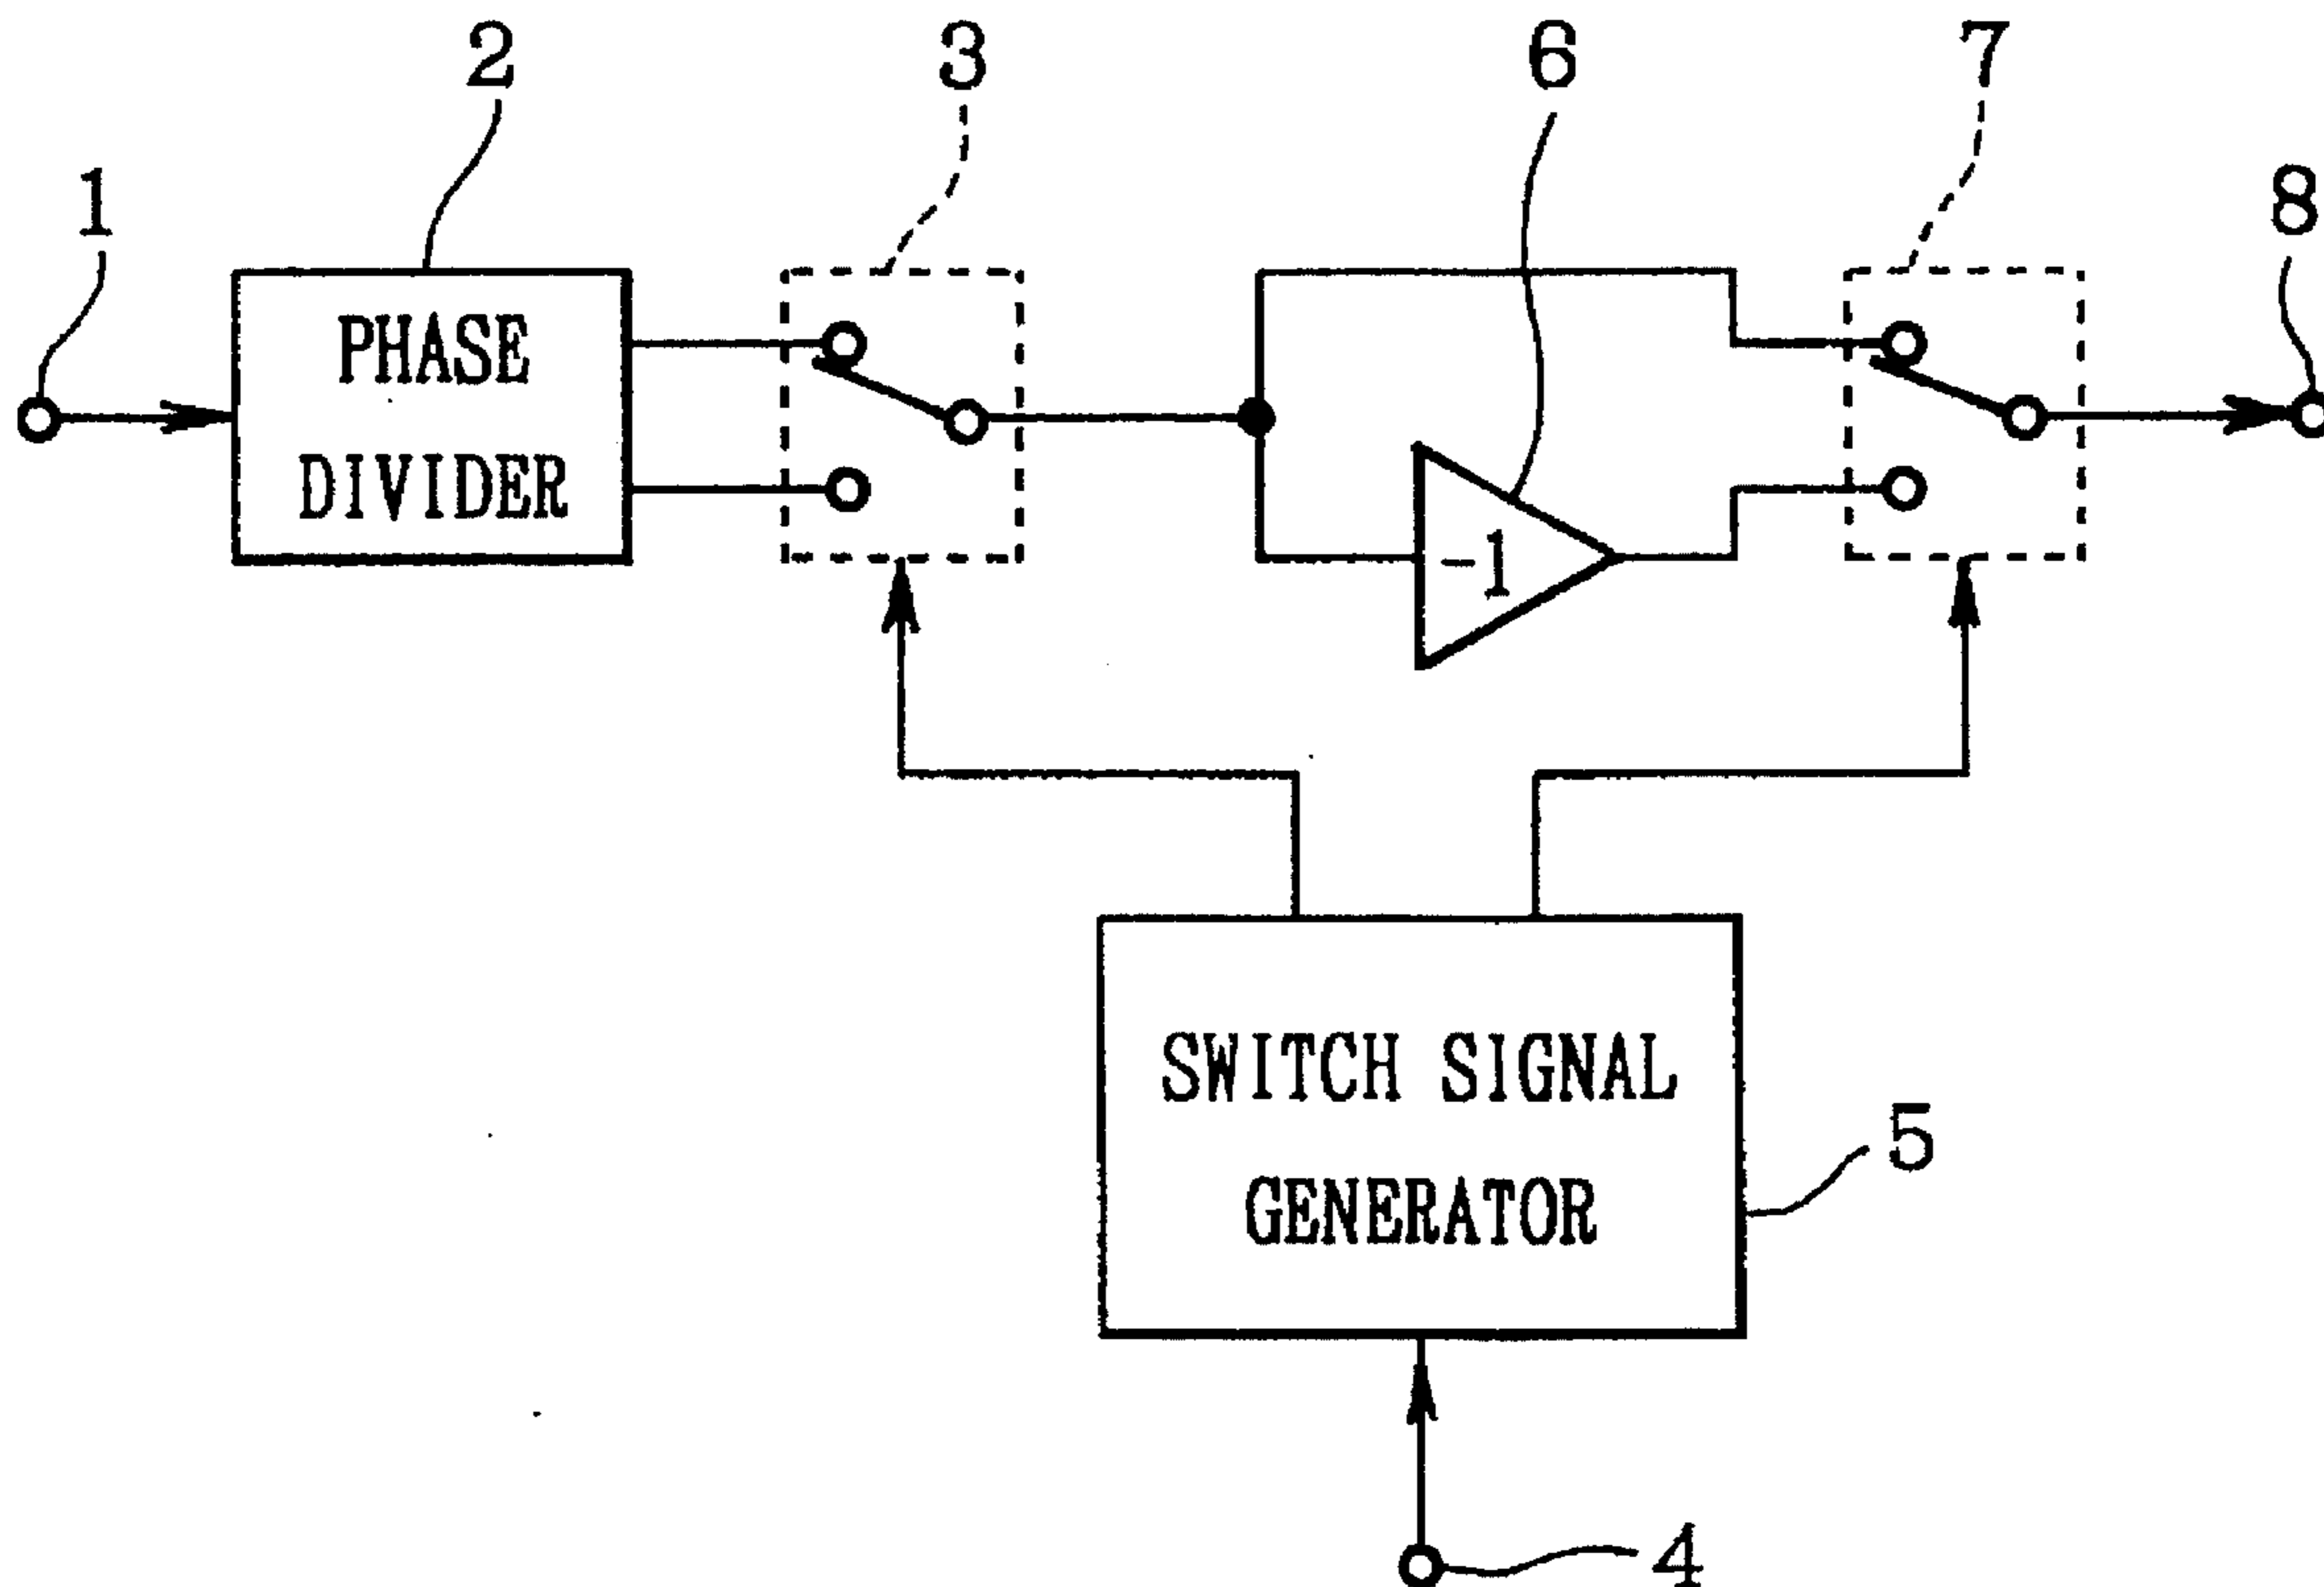 2
3
6
7
1
8
PHASE
DIVIDER
-1
SWITCH SIGNAL
GENERATOR
5
4